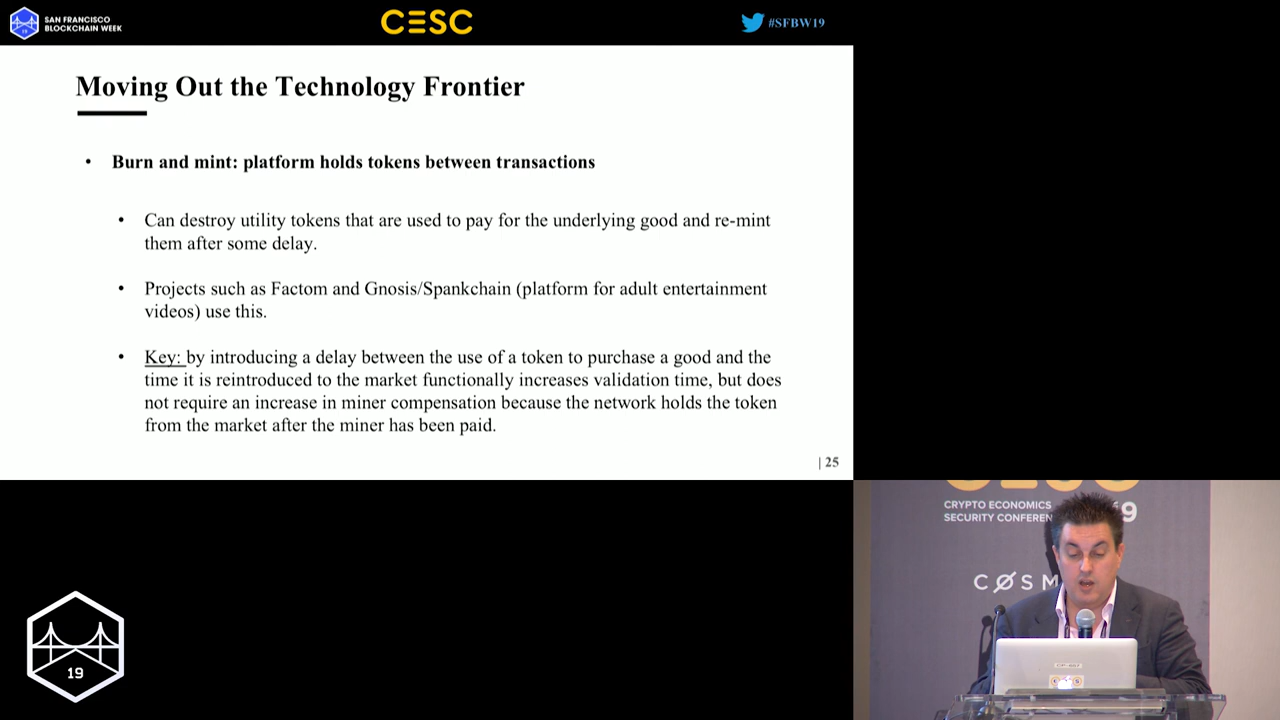 SAN FRANCISCO
BLOCKCHAIN WEEK
19
CESC
#SFBW19
Moving Out the Technology Frontier
• Burn and mint: platform holds tokens between transactions
• Can destroy utility tokens that are used to pay for the underlying good and re-mint
them after some delay.
• Projects such as Factom and Gnosis/Spankchain (platform for adult entertainment
videos) use this.
• Key: by introducing a delay between the use of a token to purchase a good and the
time it is reintroduced to the market functionally increases validation time, but does
not require an increase in miner compensation because the network holds the token
from the market after the miner has been paid.
| 25
CRYPTO ECONOMICS
SECURITY CONFEREN
9
CØSM
19